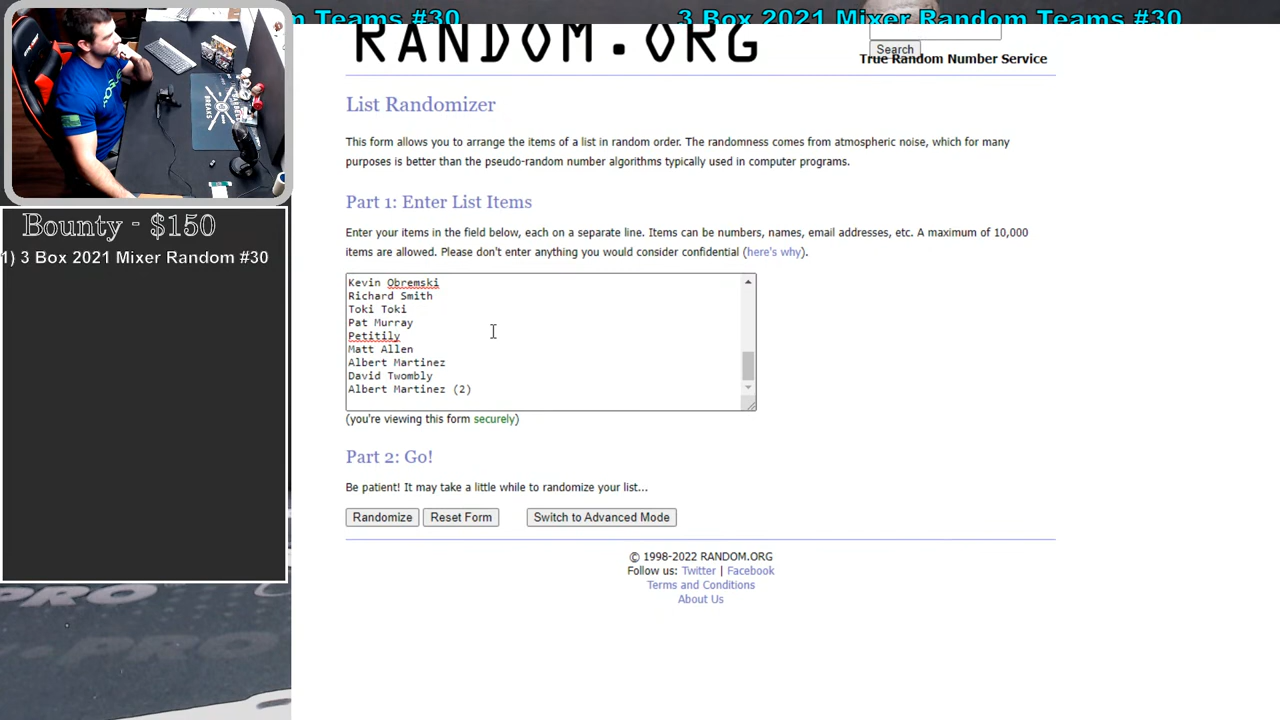 m Teams #30
3 Box 2021 Mixer Random Teams #30
RANDOM.ORG
Search
True Random Number Service
List Randomizer
This form allows you to arrange the items of a list in random order. The randomness comes from atmospheric noise, which for many
purposes is better than the pseudo-random number algorithms typically used in computer programs.
Part 1: Enter List Items
Enter your items in the field below, each on a separate line. Items can be numbers, names, email addresses, etc. A maximum of 10,000
items are allowed. Please don't enter anything you would consider confidential (here's why).
Kevin Obremski
Richard Smith
Toki Toki
Pat Murray
Petitily
Matt Allen
Albert Martinez
David Twombly
Albert Martinez (2)
(you're viewing this form securely)
Part 2: Go!
Be patient! It may take a little while to randomize your list...
Randomize
Reset Form
Switch to Advanced Mode
© 1998-2022 RANDOM.ORG
Follow us: Twitter | Facebook
Terms and Conditions
About Us
Bounty - $150
1) 3 Box 2021 Mixer Random #30
BREAKS
PRO
PRO